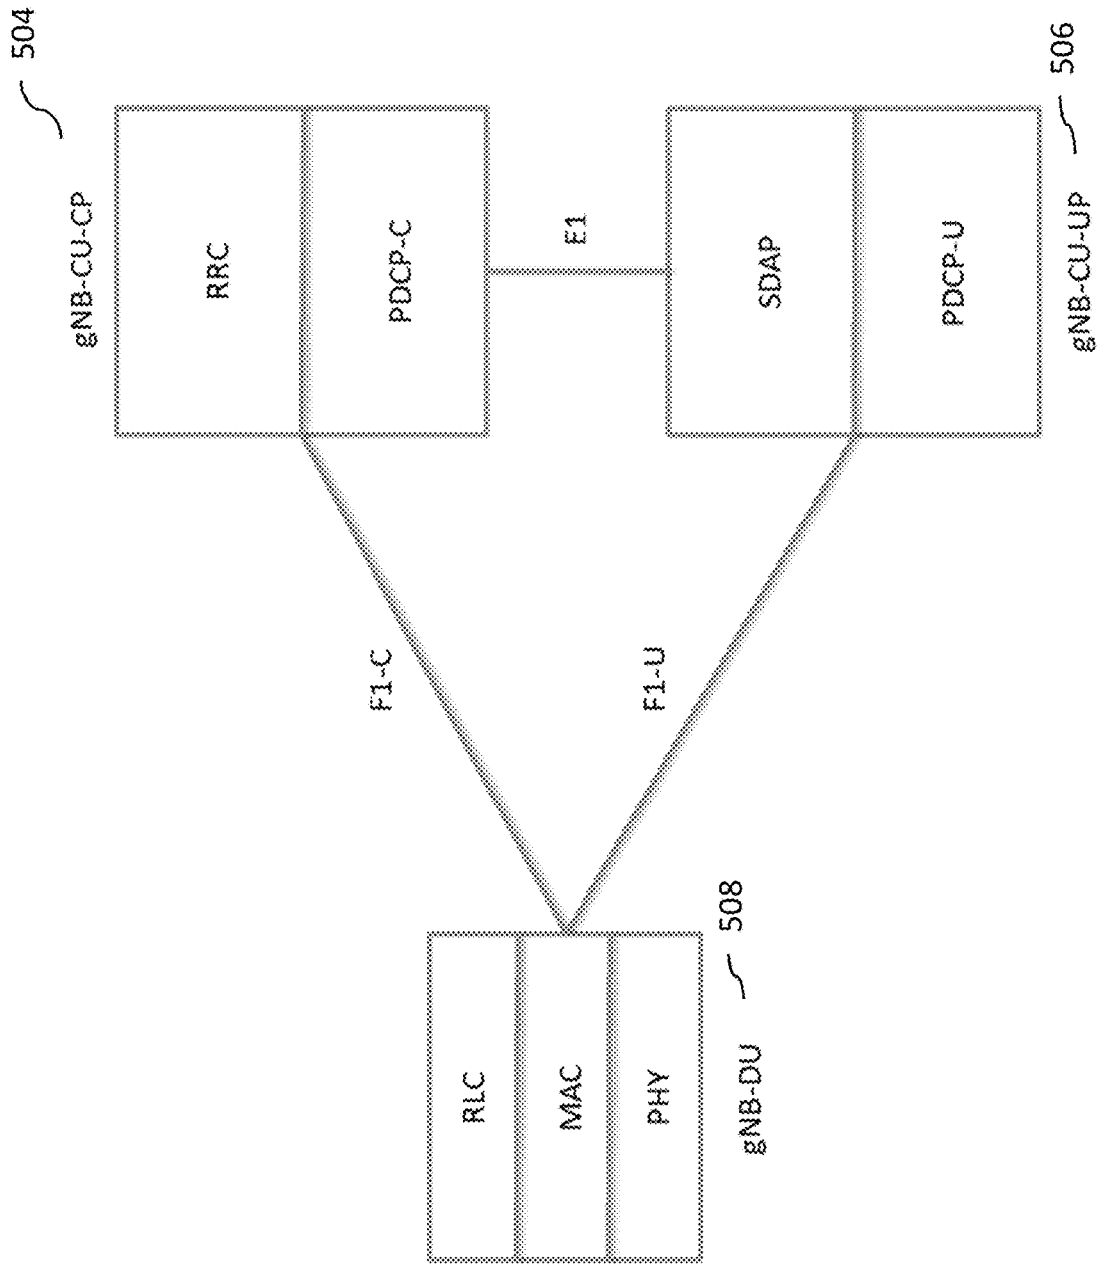 504
gNB-CU-CP
RRC
PDCP-C
E1
SDAP
PDCP-U
gNB-CU-UP
506
F1-C
F1-U
RLC
MAC
PHY
gNB-DU
508